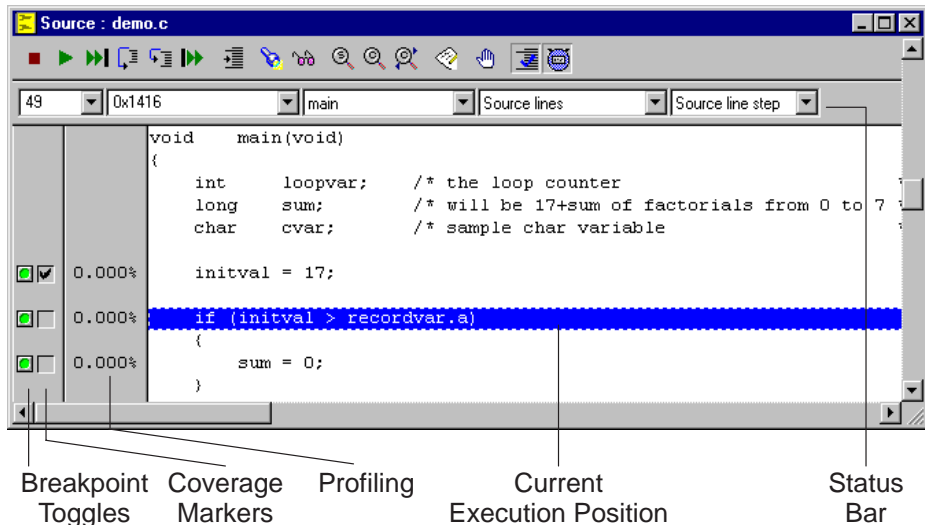 Source : demo.c
49 0x1416 main Source lines Source line step
void main(void)
{
int loopvar; /* the loop counter
long sum; /* will be 17+sum of factorials from 0 to 7
char cvar; /* sample char variable
0.000% initval = 17;
0.000% if (initval > recordvar.a)
{
0.000% sum = 0;
}
Breakpoint Toggles
Coverage Markers
Profiling
Current Execution Position
Status Bar